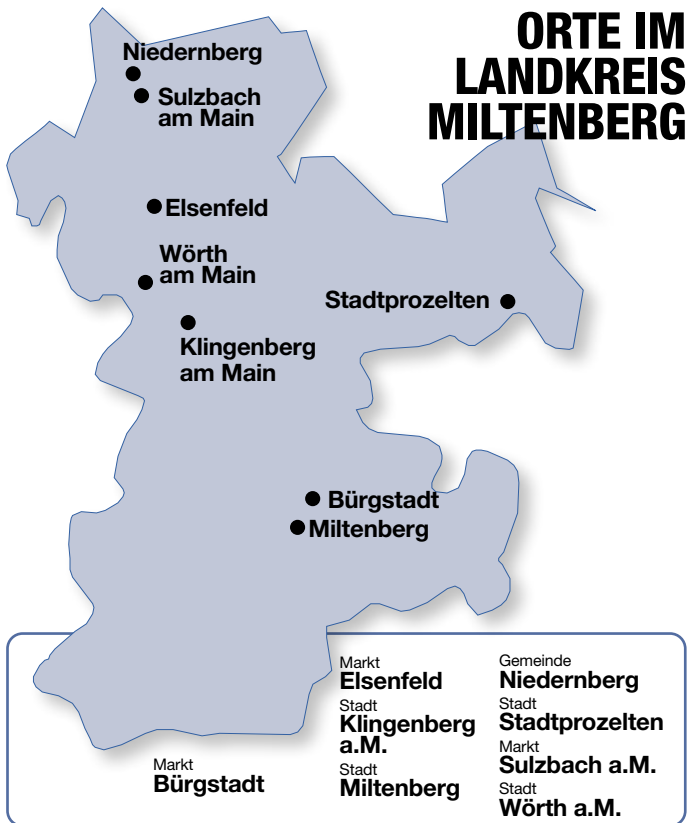 ORTE IM
LANDKREIS
MILTENBERG
Niedernberg
Sulzbach
am Main
Elsenfeld
Wörth
am Main
Stadtprozelten
Klingenberg
am Main
Bürgstadt
Miltenberg
Markt
Bürgstadt
Markt
Elsenfeld
Stadt
Klingenberg
a.M.
Stadt
Miltenberg
Gemeinde
Niedernberg
Stadt
Stadtprozelten
Markt
Sulzbach a.M.
Stadt
Wörth a.M.